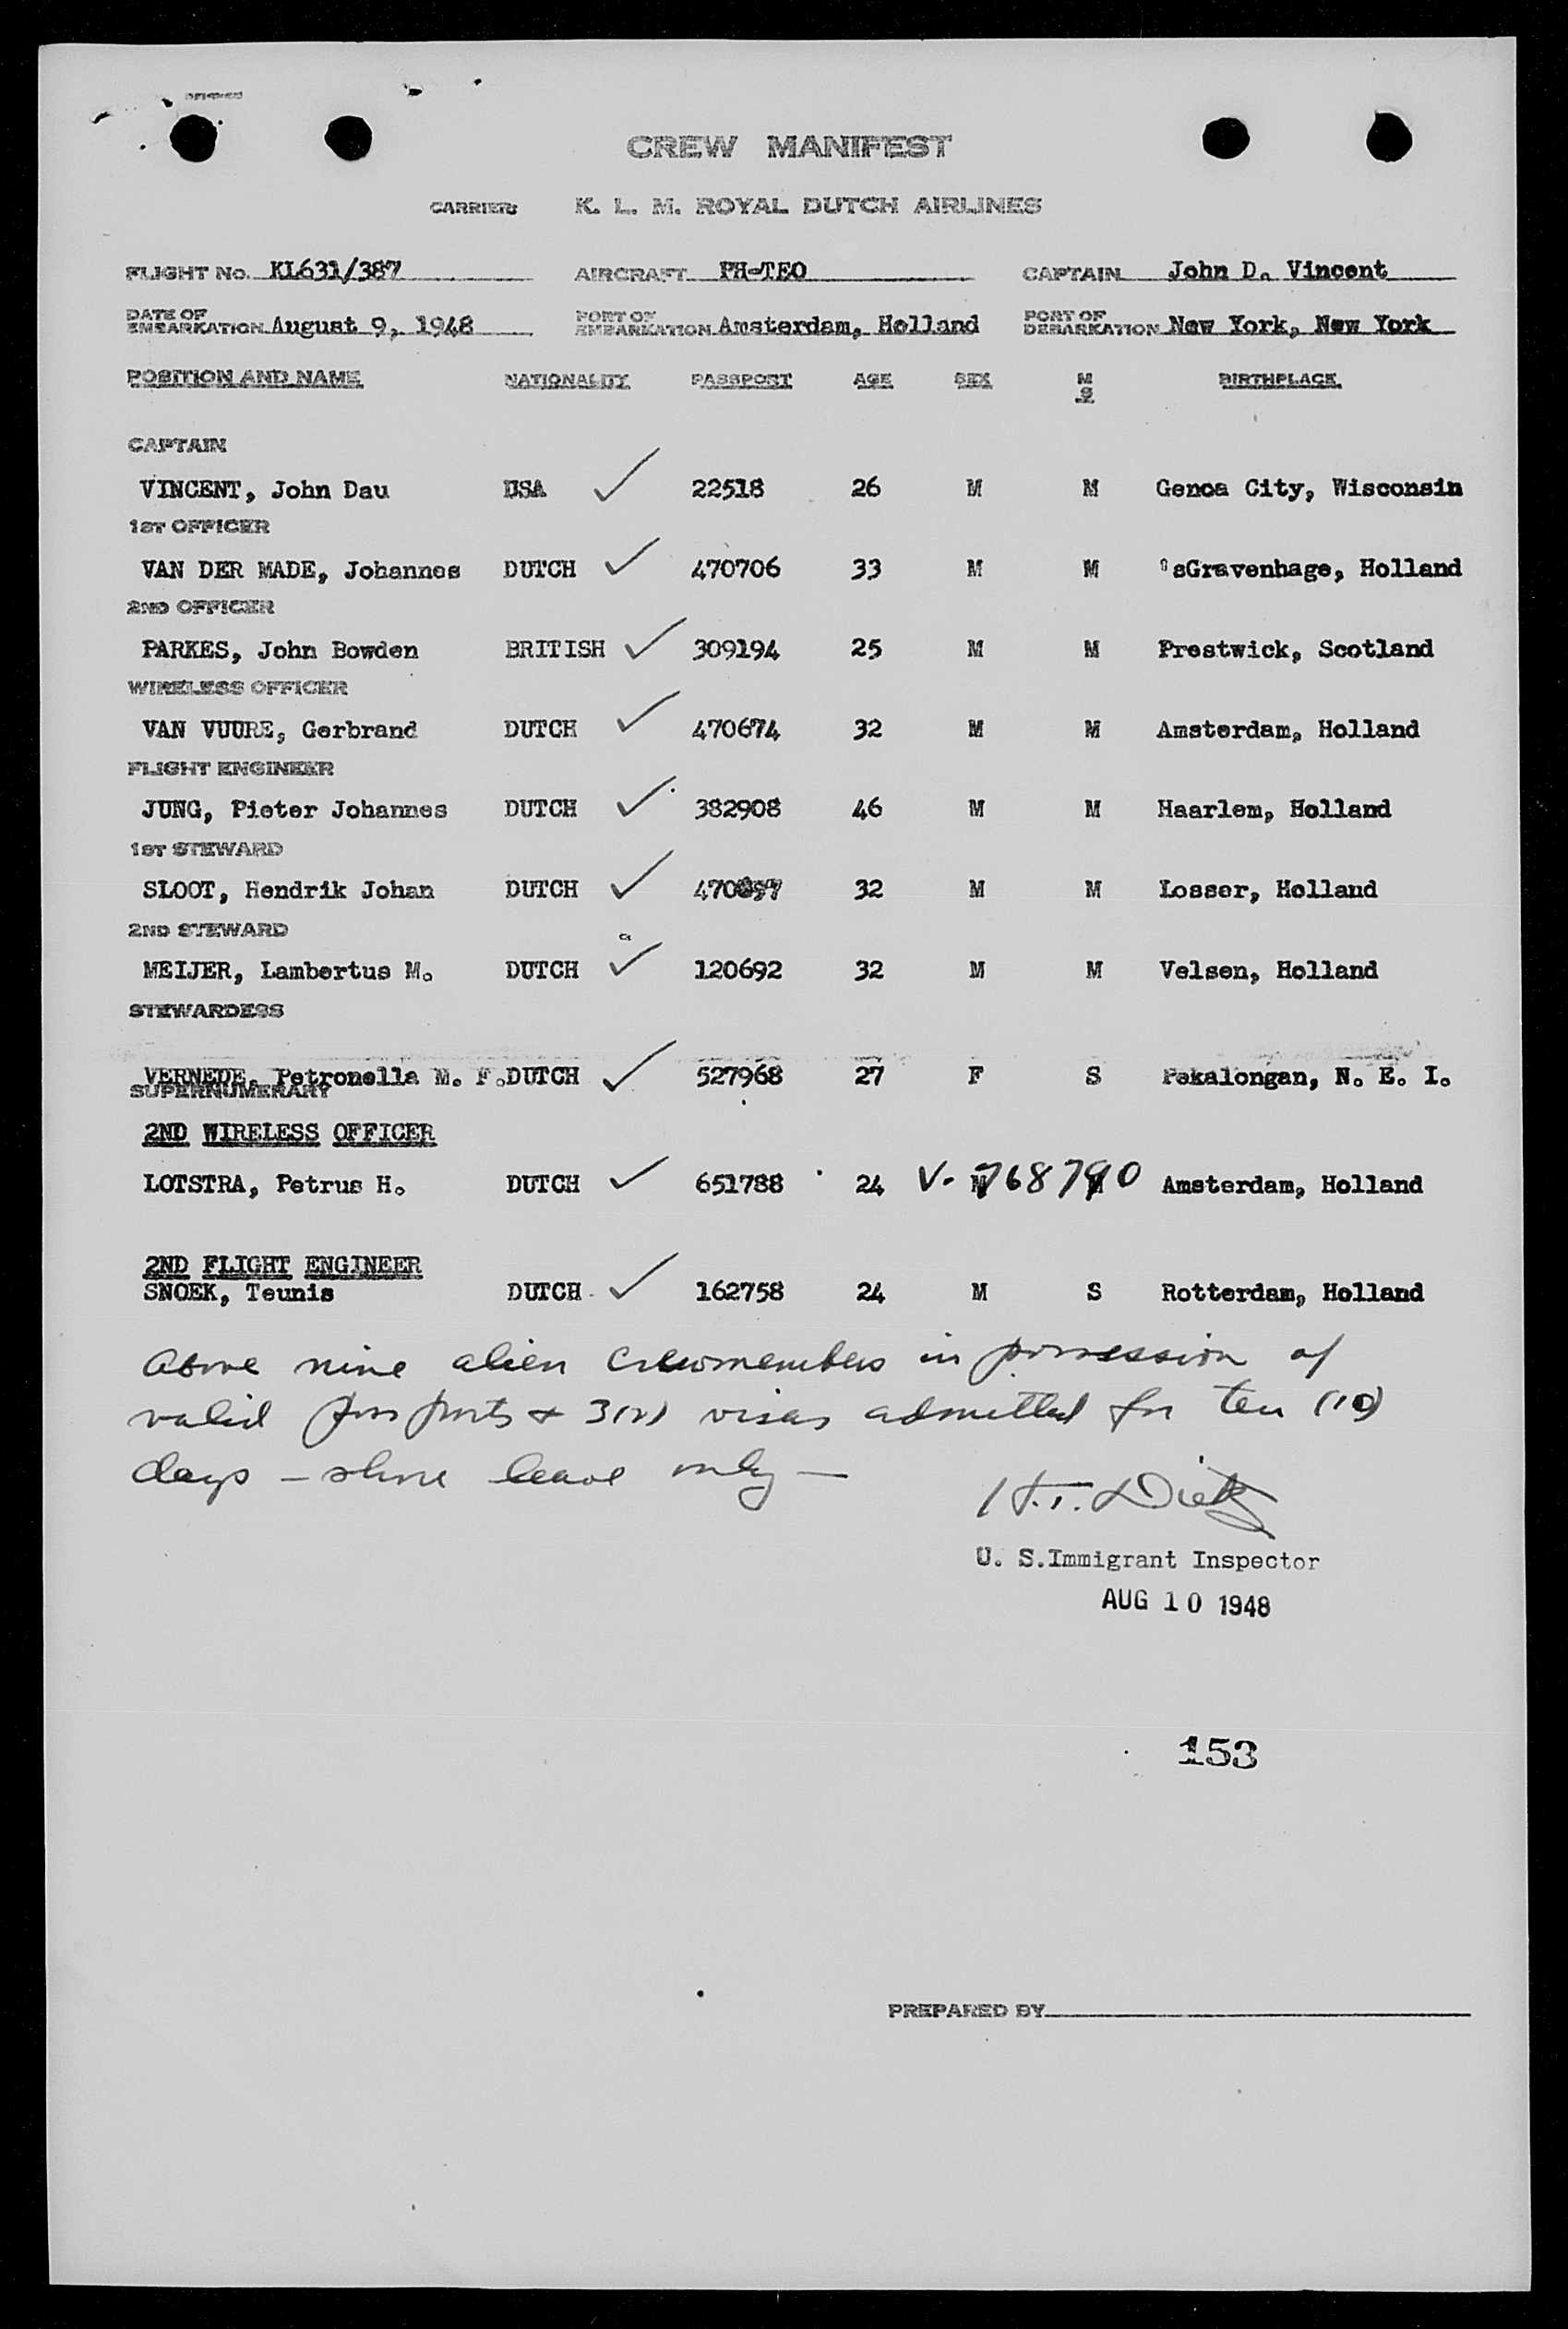 CREW MANIFEST
CARRIER: K. L. M. ROYAL DUTCH AIRLINES
FLIGHT No. KL631/387 AIRCRAFT PH-TEO CAPTAIN John D. Vincent
DATE OF EMBARKATION August 9, 1948 PORT OF EMBARKATION Amsterdam, Holland PORT OF DEBARKATION New York, New York
POSITION AND NAME NATIONALITY PASSPORT AGE SEX M S BIRTHPLACE
CAPTAIN
VINCENT, John Dau USA ✓ 22518 26 M M Genoa City, Wisconsin
1ST OFFICER
VAN DER MADE, Johannes DUTCH ✓ 470706 33 M M 'sGravenhage, Holland
2ND OFFICER
PARKES, John Bowden BRITISH ✓ 309194 25 M M Prestwick, Scotland
WIRELESS OFFICER
VAN VUURE, Gerbrand DUTCH ✓ 470674 32 M M Amsterdam, Holland
FLIGHT ENGINEER
JUNG, Pieter Johannes DUTCH ✓ 382908 46 M M Haarlem, Holland
1ST STEWARD
SLOOT, Hendrik Johan DUTCH ✓ 32 M M Losser, Holland
2ND STEWARD
MEIJER, Lambertus M. DUTCH ✓ 120692 32 M M Velsen, Holland
STEWARDESS
VERNEDE, Petronella M. F. DUTCH ✓ 527968 27 F S Pekalongan, N. E. I.
SUPERNUMERARY
2ND WIRELESS OFFICER
LOTSTRA, Petrus H. DUTCH ✓ 651788 24 M V-768790 Amsterdam, Holland
2ND FLIGHT ENGINEER
SNOEK, Teunis DUTCH ✓ 162758 24 M S Rotterdam, Holland
Above nine alien crewmembers in possession of
valid passports & 3(2) visas admitted for ten (10)
days - shore leave only -
H.T. Dietz
U. S. Immigrant Inspector
AUG 10 1948
153
PREPARED BY